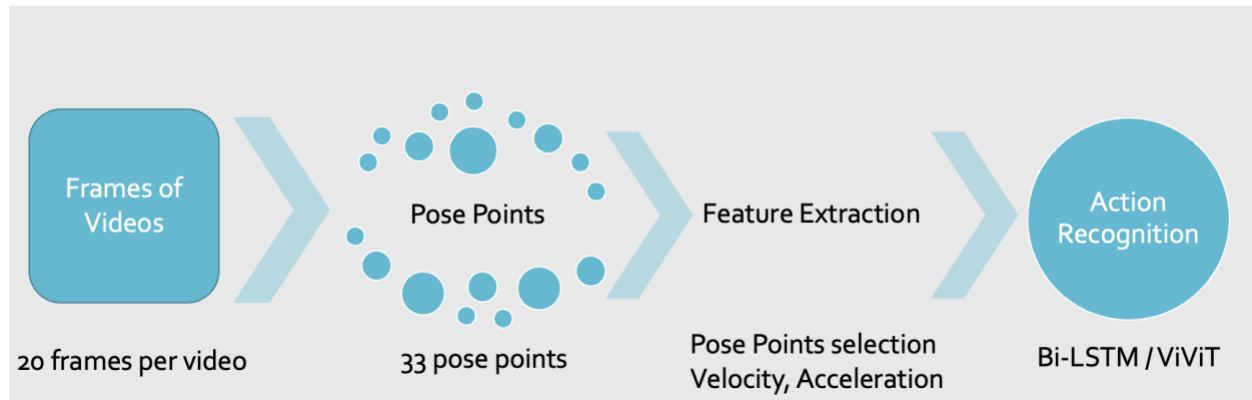 Frames of
Videos
Pose Points
Feature Extraction
Action
Recognition
20 frames per video
33 pose points
Pose Points selection
Velocity, Acceleration
Bi-LSTM / ViViT